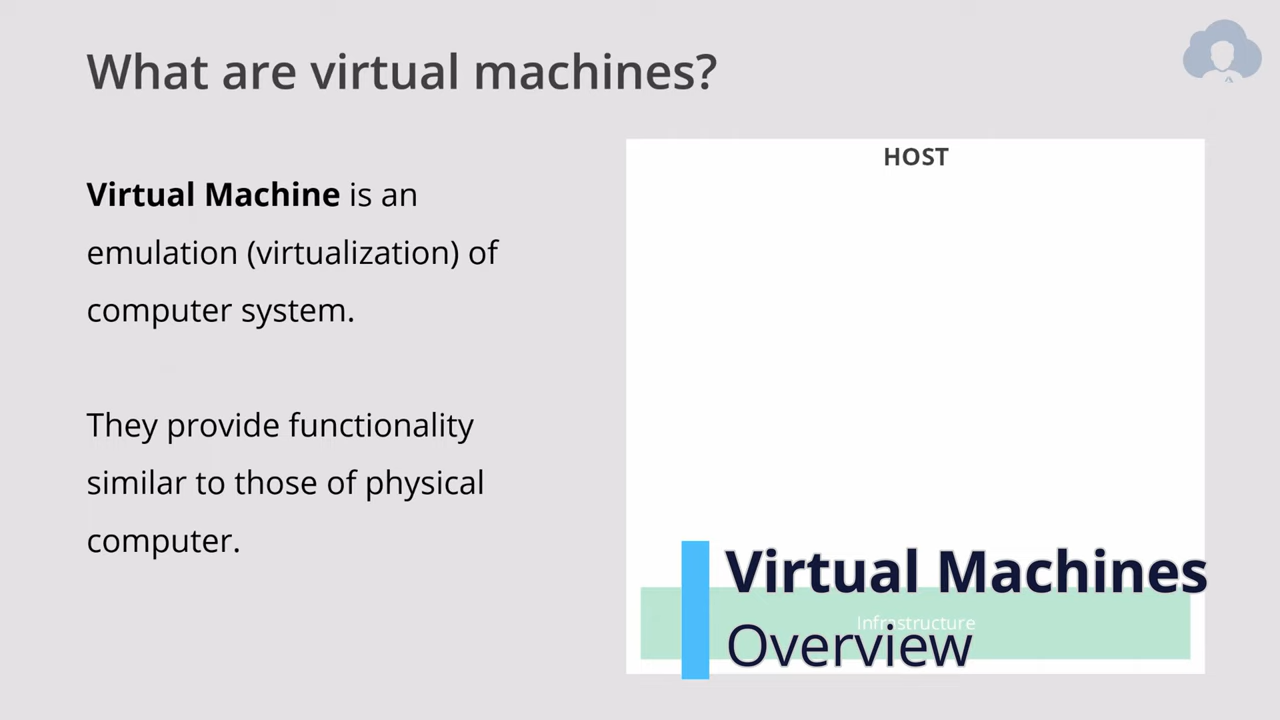 What are virtual machines?
Virtual Machine is an
emulation (virtualization) of
computer system.
They provide functionality
similar to those of physical
computer.
HOST
Infrastructure
Virtual Machines
Overview